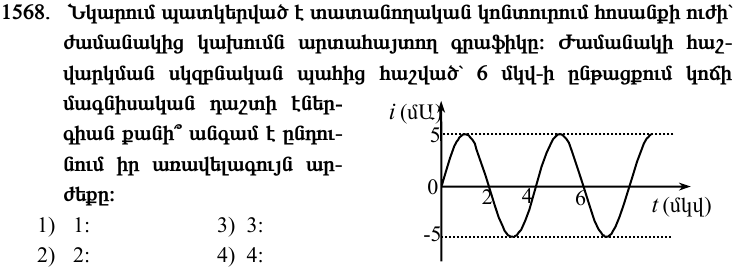 1568. Նկարում պատկերված է տատանողական կոնտուրում հոսանքի ուժի՝
ժամանակից կախումն արտահայտող գրաֆիկը: Ժամանակի հաշ-
վարկման սկզբնական պահից հաշված՝ 6 մկվ-ի ընթացքում կոճի
մագնիսական դաշտի էներ-
գիան քանի՞ անգամ է ընդու-
նում իր առավելագույն ար-
ժեքը:
1) 1: 3) 3:
2) 2: 4) 4:
i (մԱ)
5
0
2 4 6
t (մկվ)
-5